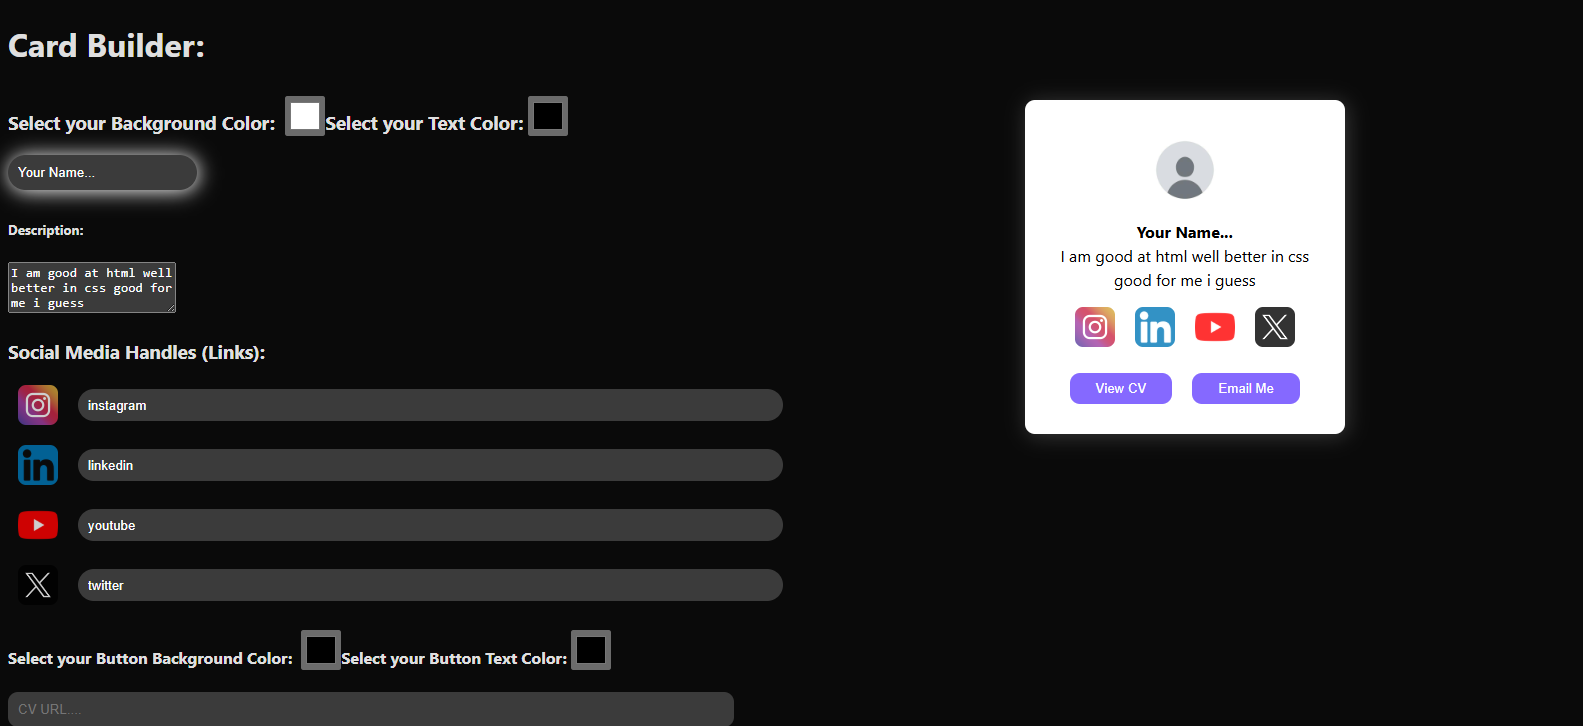 Card Builder:
Select your Background Color: Select your Text Color:
Your Name...
Description:
I am good at html well
better in css good for
me i guess
Social Media Handles (Links):
instagram
in
linkedin
youtube
twitter
Select your Button Background Color: Select your Button Text Color:
CV URL....
Your Name...
I am good at html well better in css
good for me i guess
in
View CV Email Me